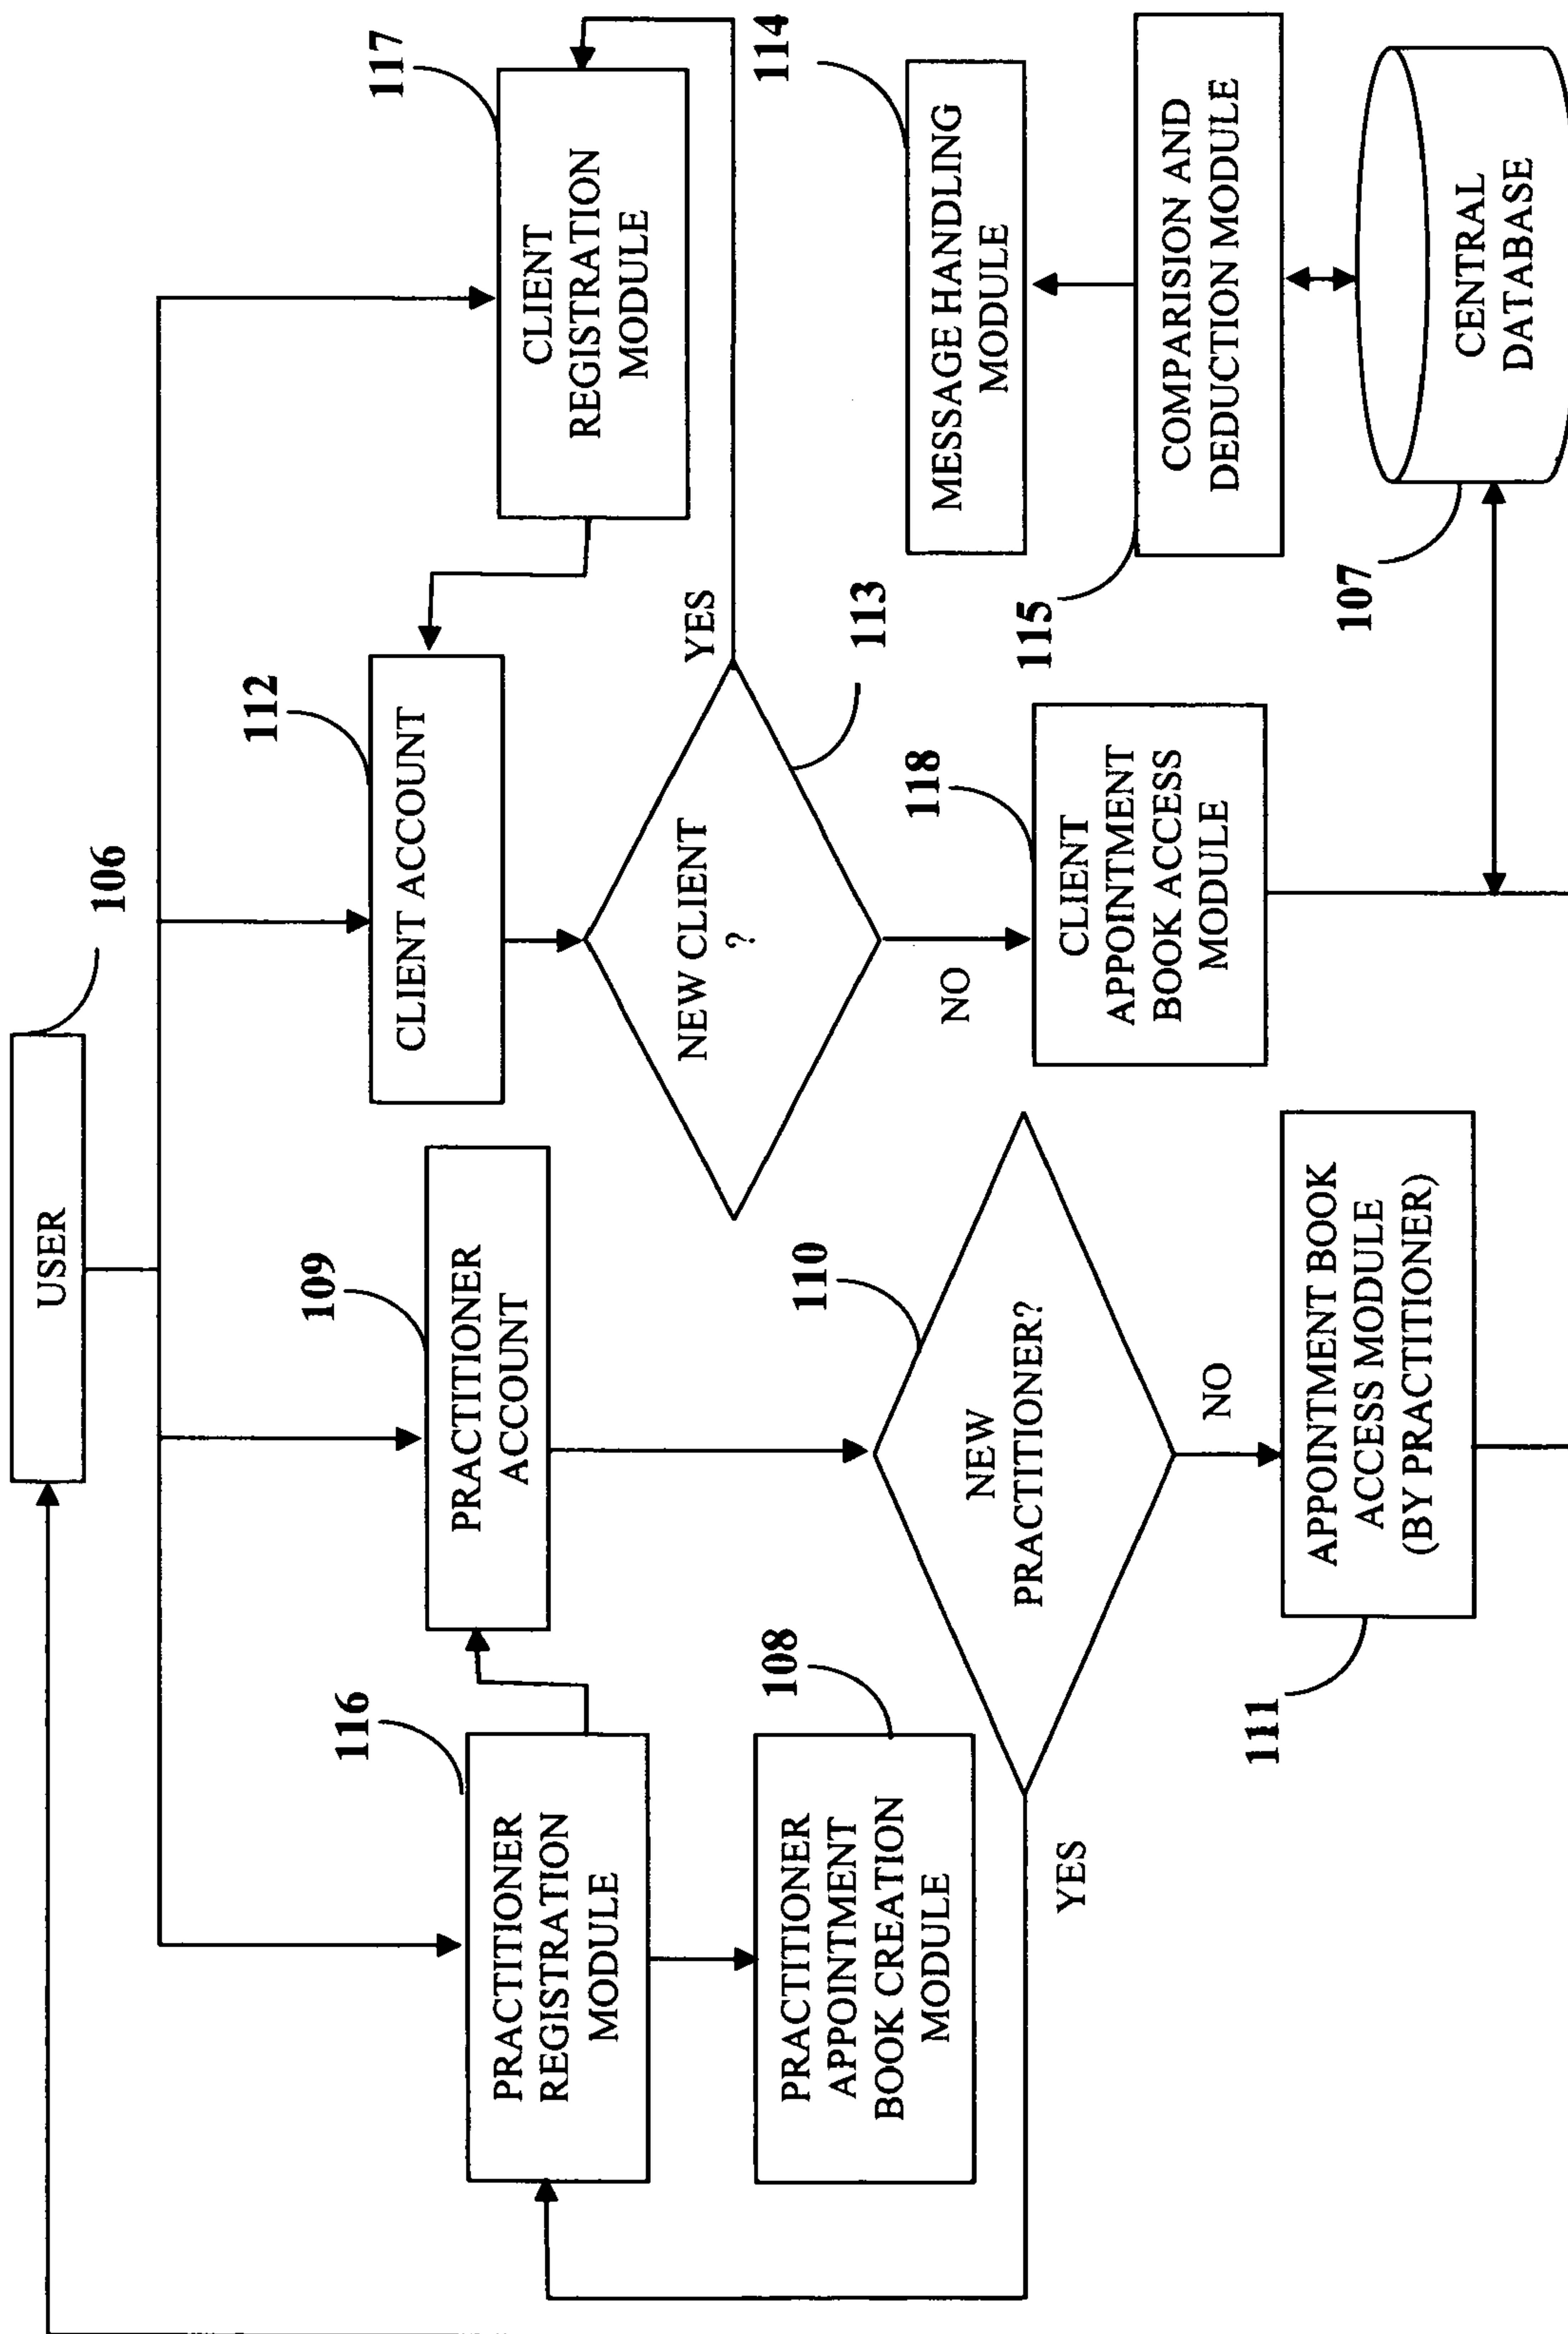 USER
106
116
PRACTITIONER
REGISTRATION
MODULE
109
PRACTITIONER
ACCOUNT
112
CLIENT ACCOUNT
117
CLIENT
REGISTRATION
MODULE
108
PRACTITIONER
APPOINTMENT
BOOK CREATION
MODULE
110
NEW
PRACTITIONER?
YES
NO
NEW CLIENT
?
YES
113
NO
114
MESSAGE HANDLING
MODULE
118
CLIENT
APPOINTMENT
BOOK ACCESS
MODULE
115
COMPARISION AND
DEDUCTION MODULE
111
APPOINTMENT BOOK
ACCESS MODULE
(BY PRACTITIONER)
107
CENTRAL
DATABASE